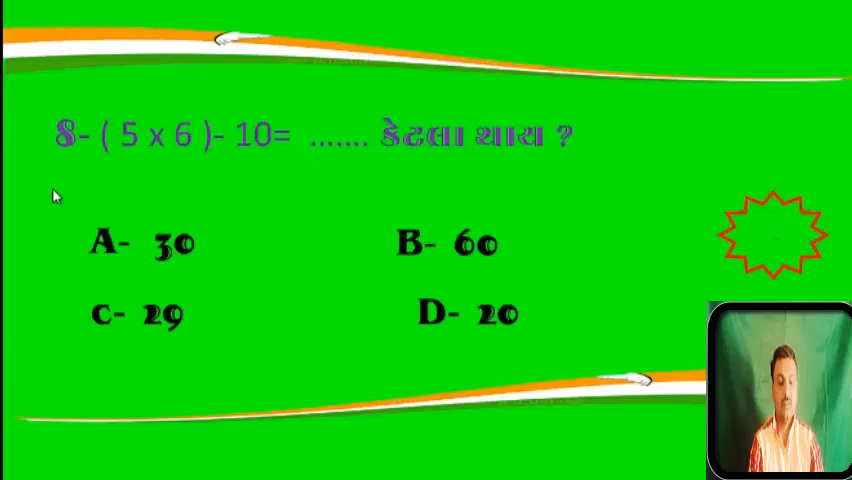 8- ( 5 x 6 )- 10= ....... કેટલા થાય ?
A- 30
B- 60
C- 29
D- 20